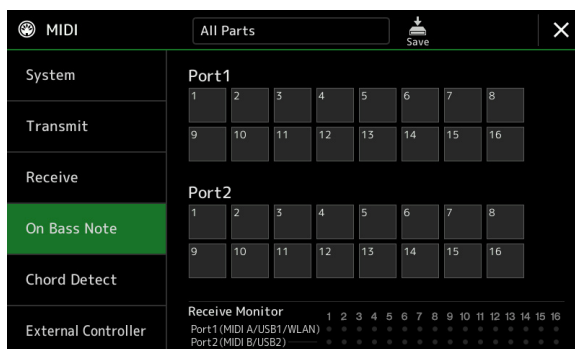 MIDI All Parts Save
System
Transmit
Receive
On Bass Note
Chord Detect
External Controller
Port1
1 2 3 4 5 6 7 8
9 10 11 12 13 14 15 16
Port2
1 2 3 4 5 6 7 8
9 10 11 12 13 14 15 16
Receive Monitor 1 2 3 4 5 6 7 8 9 10 11 12 13 14 15 16
Port1(MIDI A/USB1/WLAN)
Port2(MIDI B/USB2)